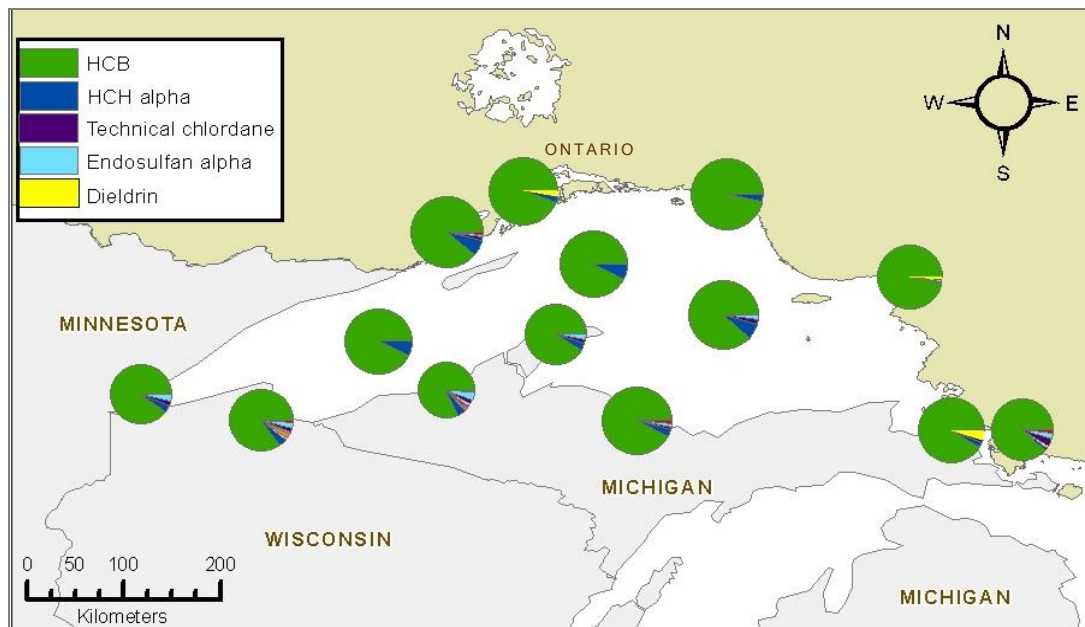 HCB
HCH alpha
Technical chlordane
Endosulfan alpha
Dieldrin
N
W E
S
ONTARIO
MINNESOTA
MICHIGAN
WISCONSIN
0 50 100 200
Kilometers
MICHIGAN